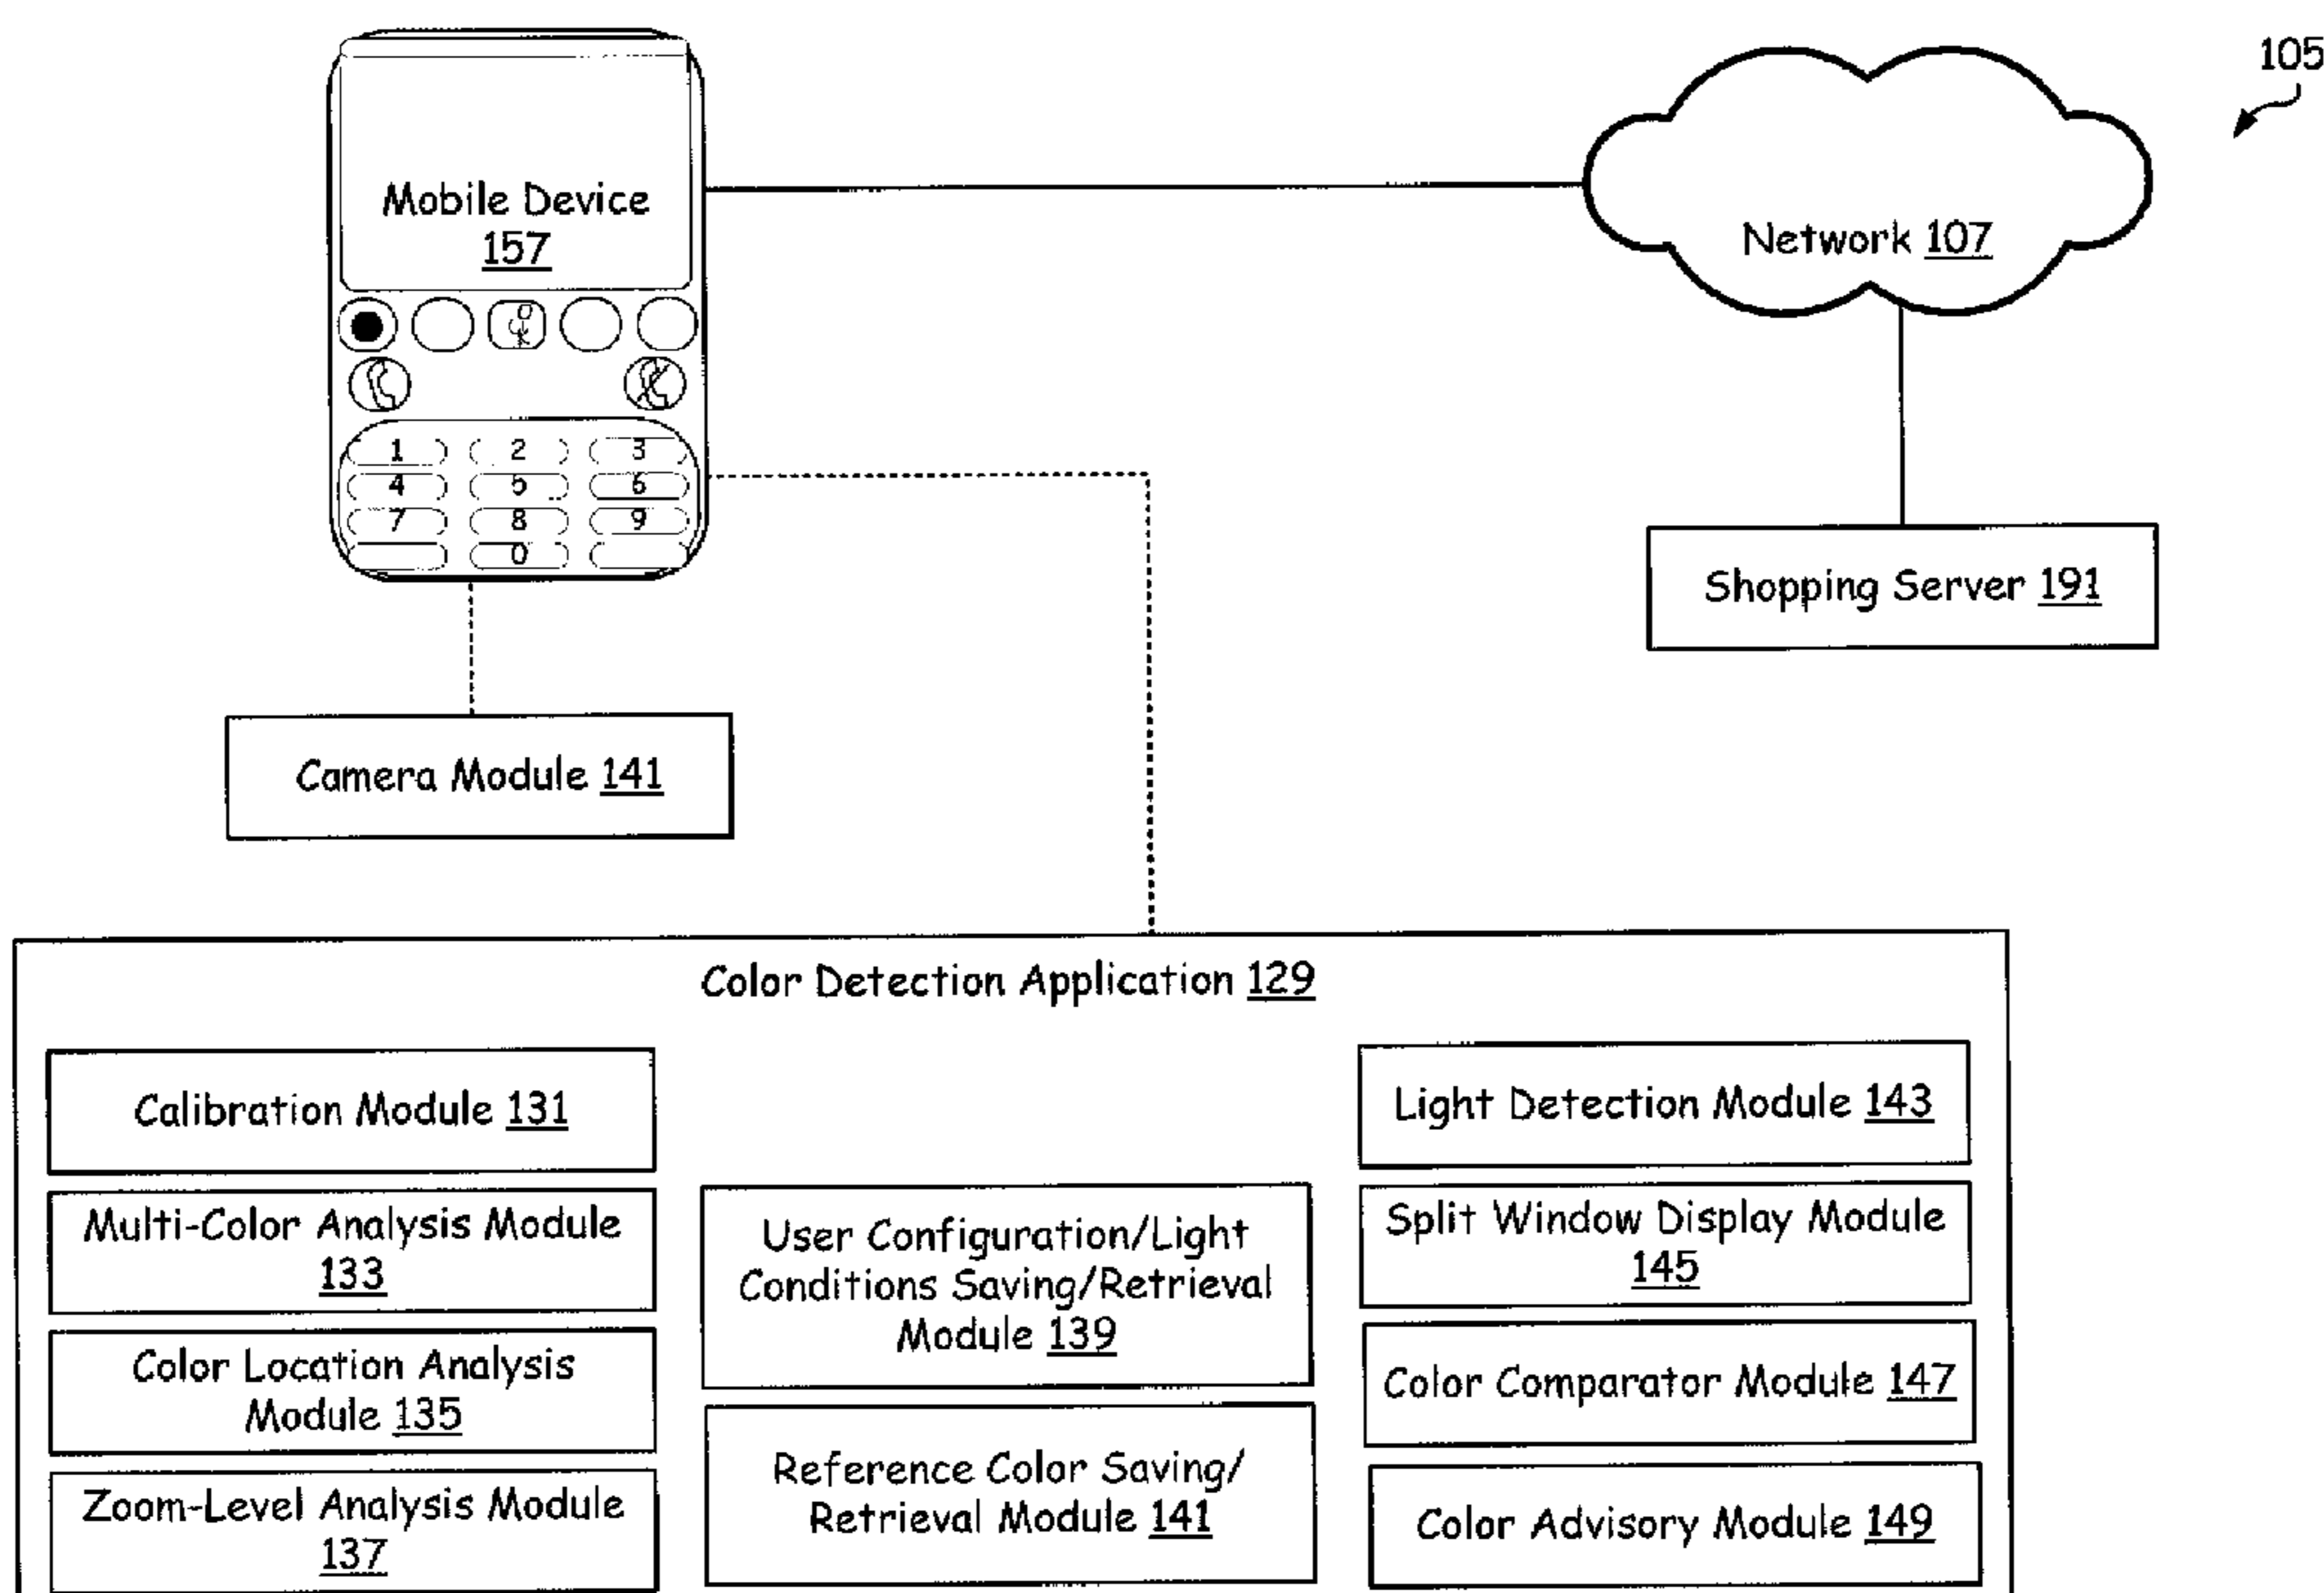 105
Mobile Device
157
Network 107
1 2 3
4 5 6
7 8 9
0
Shopping Server 191
Camera Module 141
Color Detection Application 129
Calibration Module 131
Multi-Color Analysis Module
133
Color Location Analysis
Module 135
Zoom-Level Analysis Module
137
User Configuration/Light
Conditions Saving/Retrieval
Module 139
Reference Color Saving/
Retrieval Module 141
Light Detection Module 143
Split Window Display Module
145
Color Comparator Module 147
Color Advisory Module 149